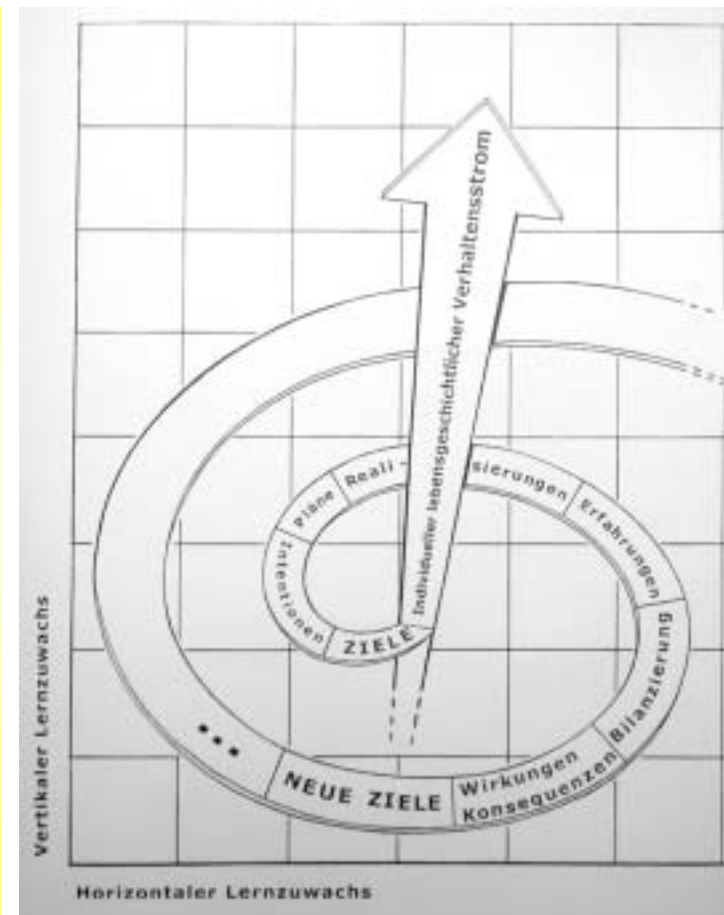 Individueller lebensgeschichtlicher Verhaltensstrom
ZIELE
Intentionen
Pläne
Reali-
sierungen
Erfahrungen
Bilanzierung
Wirkungen
Konsequenzen
NEUE ZIELE
...
Vertikaler Lernzuwachs
Horizontaler Lernzuwachs